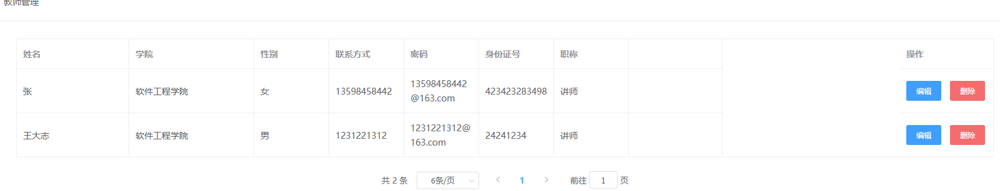 教师管理
姓名 学院 性别 联系方式 密码 身份证号 职称 操作
张 软件工程学院 女 13598458442 13598458442
@163.com 423423283498 讲师 编辑 删除
王大志 软件工程学院 男 1231221312 1231221312@
163.com 24241234 讲师 编辑 删除
共 2 条 6条/页 1 前往 1 页